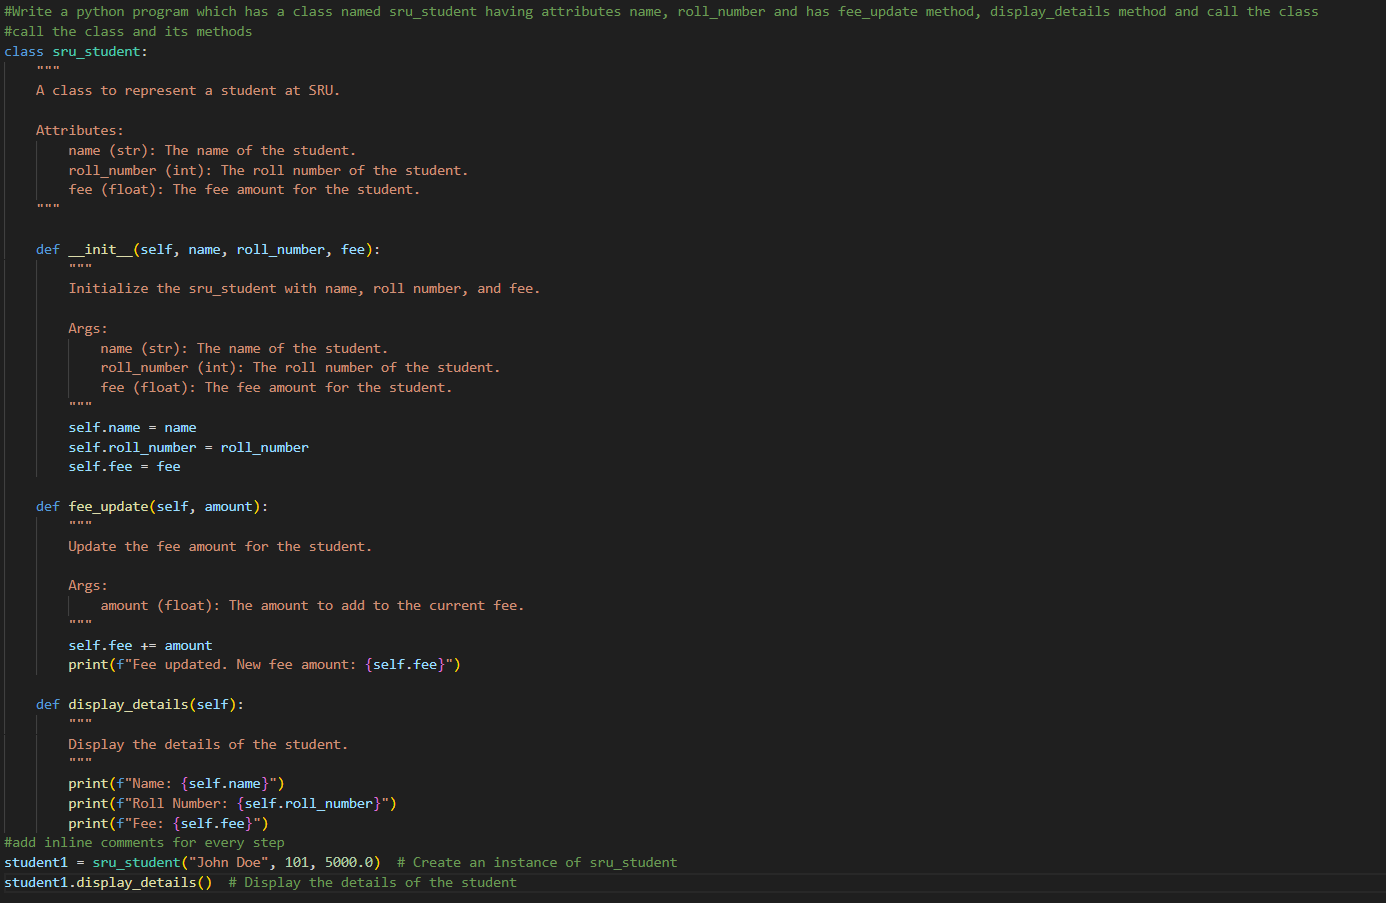 #Write a python program which has a class named sru_student having attributes name, roll_number and has fee_update method, display_details method and call the class
#call the class and its methods
class sru_student:
    """
    A class to represent a student at SRU.

    Attributes:
        name (str): The name of the student.
        roll_number (int): The roll number of the student.
        fee (float): The fee amount for the student.
    """

    def __init__(self, name, roll_number, fee):
        """
        Initialize the sru_student with name, roll number, and fee.

        Args:
            name (str): The name of the student.
            roll_number (int): The roll number of the student.
            fee (float): The fee amount for the student.
        """
        self.name = name
        self.roll_number = roll_number
        self.fee = fee

    def fee_update(self, amount):
        """
        Update the fee amount for the student.

        Args:
            amount (float): The amount to add to the current fee.
        """
        self.fee += amount
        print(f"Fee updated. New fee amount: {self.fee}")

    def display_details(self):
        """
        Display the details of the student.
        """
        print(f"Name: {self.name}")
        print(f"Roll Number: {self.roll_number}")
        print(f"Fee: {self.fee}")
#add inline comments for every step
student1 = sru_student("John Doe", 101, 5000.0)  # Create an instance of sru_student
student1.display_details()  # Display the details of the student